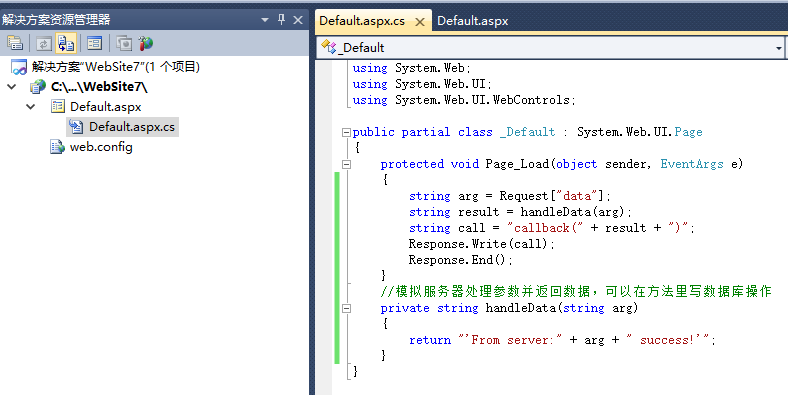 解决方案资源管理器
解决方案"WebSite7"(1 个项目)
C:\...\WebSite7\
Default.aspx
Default.aspx.cs
web.config
Default.aspx.cs
Default.aspx
_Default
using System.Web;
using System.Web.UI;
using System.Web.UI.WebControls;
public partial class _Default : System.Web.UI.Page
{
protected void Page_Load(object sender, EventArgs e)
{
string arg = Request["data"];
string result = handleData(arg);
string call = "callback(" + result + ")";
Response.Write(call);
Response.End();
}
//模拟服务器处理参数并返回数据，可以在方法里写数据库操作
private string handleData(string arg)
{
return "'From server:" + arg + " success!'";
}
}